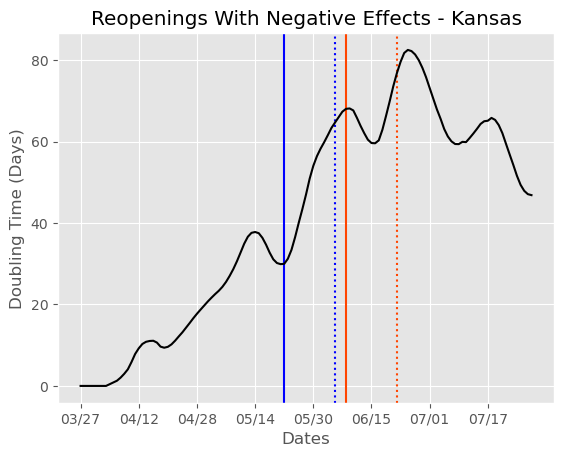 Reopenings With Negative Effects - Kansas
Doubling Time (Days)
80
60
40
20
0
03/27 04/12 04/28 05/14 05/30 06/15 07/01 07/17
Dates